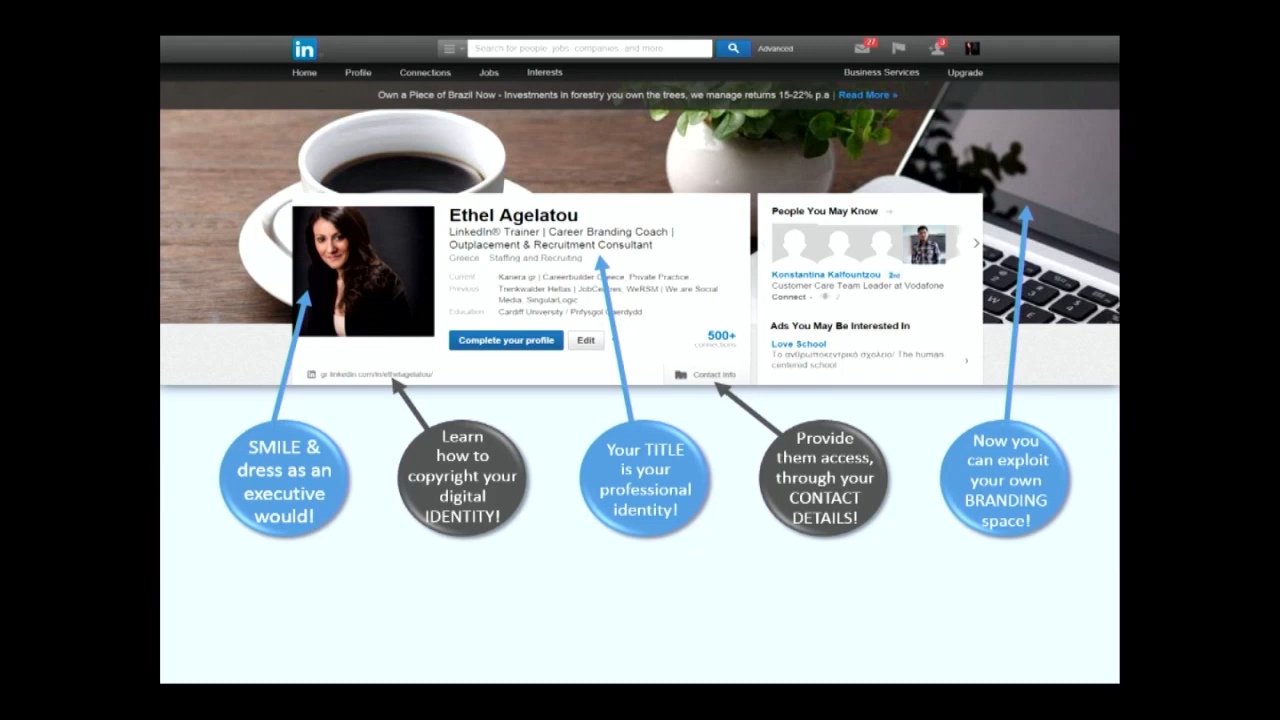 in
Search for people, jobs, companies, and more
Advanced
27
3
Home Profile Connections Jobs Interests Business Services Upgrade
Own a Piece of Brazil Now - Investments in forestry you own the trees, we manage returns 15-22% p.a | Read More »
Ethel Agelatou
LinkedIn® Trainer | Career Branding Coach |
Outplacement & Recruitment Consultant
Greece Staffing and Recruiting
Current Kariera.gr | Careerbuilder Greece, Private Practice
Previous Trenkwalder Hellas | JobCentres, WeRSM | We are Social
Media, SingularLogic
Education Cardiff University / Prifysgol Caerdydd
Complete your profile
Edit
500+
connections
gr.linkedin.com/in/ethelagelatou/
Contact Info
People You May Know
Konstantina Kalfountzou 2nd
Customer Care Team Leader at Vodafone
Connect
Ads You May Be Interested In
Love School
Το ανθρωποκεντρικό σχολείο! The human
centered school
SMILE &
dress as an
executive
would!
Learn
how to
copyright your
digital
IDENTITY!
Your TITLE
is your
professional
identity!
Provide
them access,
through your
CONTACT
DETAILS!
Now you
can exploit
your own
BRANDING
space!